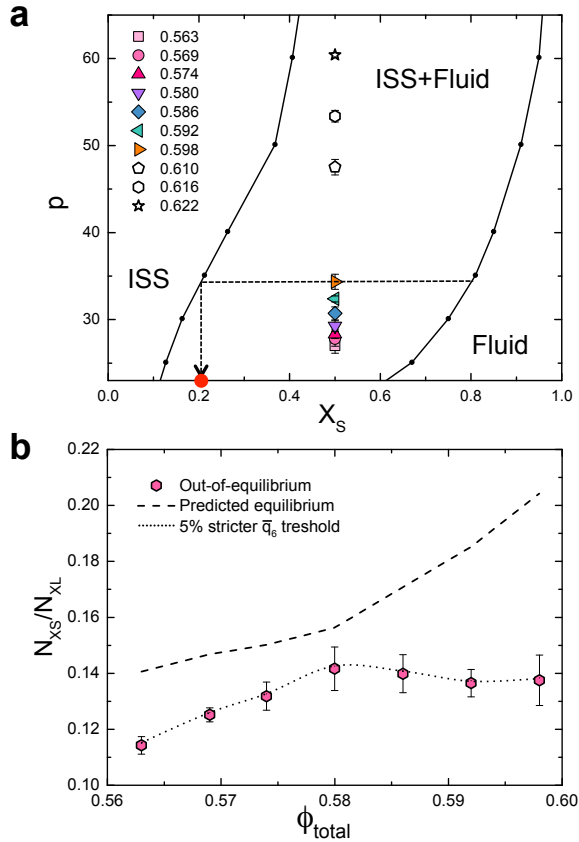 a
60
50
40
30
p
0.563
0.569
0.574
0.580
0.586
0.592
0.598
0.610
0.616
0.622
ISS+Fluid
ISS
Fluid
0.0 0.2 0.4 0.6 0.8 1.0
X_S
b
0.22
0.20
0.18
0.16
0.14
0.12
0.10
N_XS/N_XL
Out-of-equilibrium
Predicted equilibrium
5% stricter q̅_6 treshold
0.56 0.57 0.58 0.59 0.60
ϕ_total